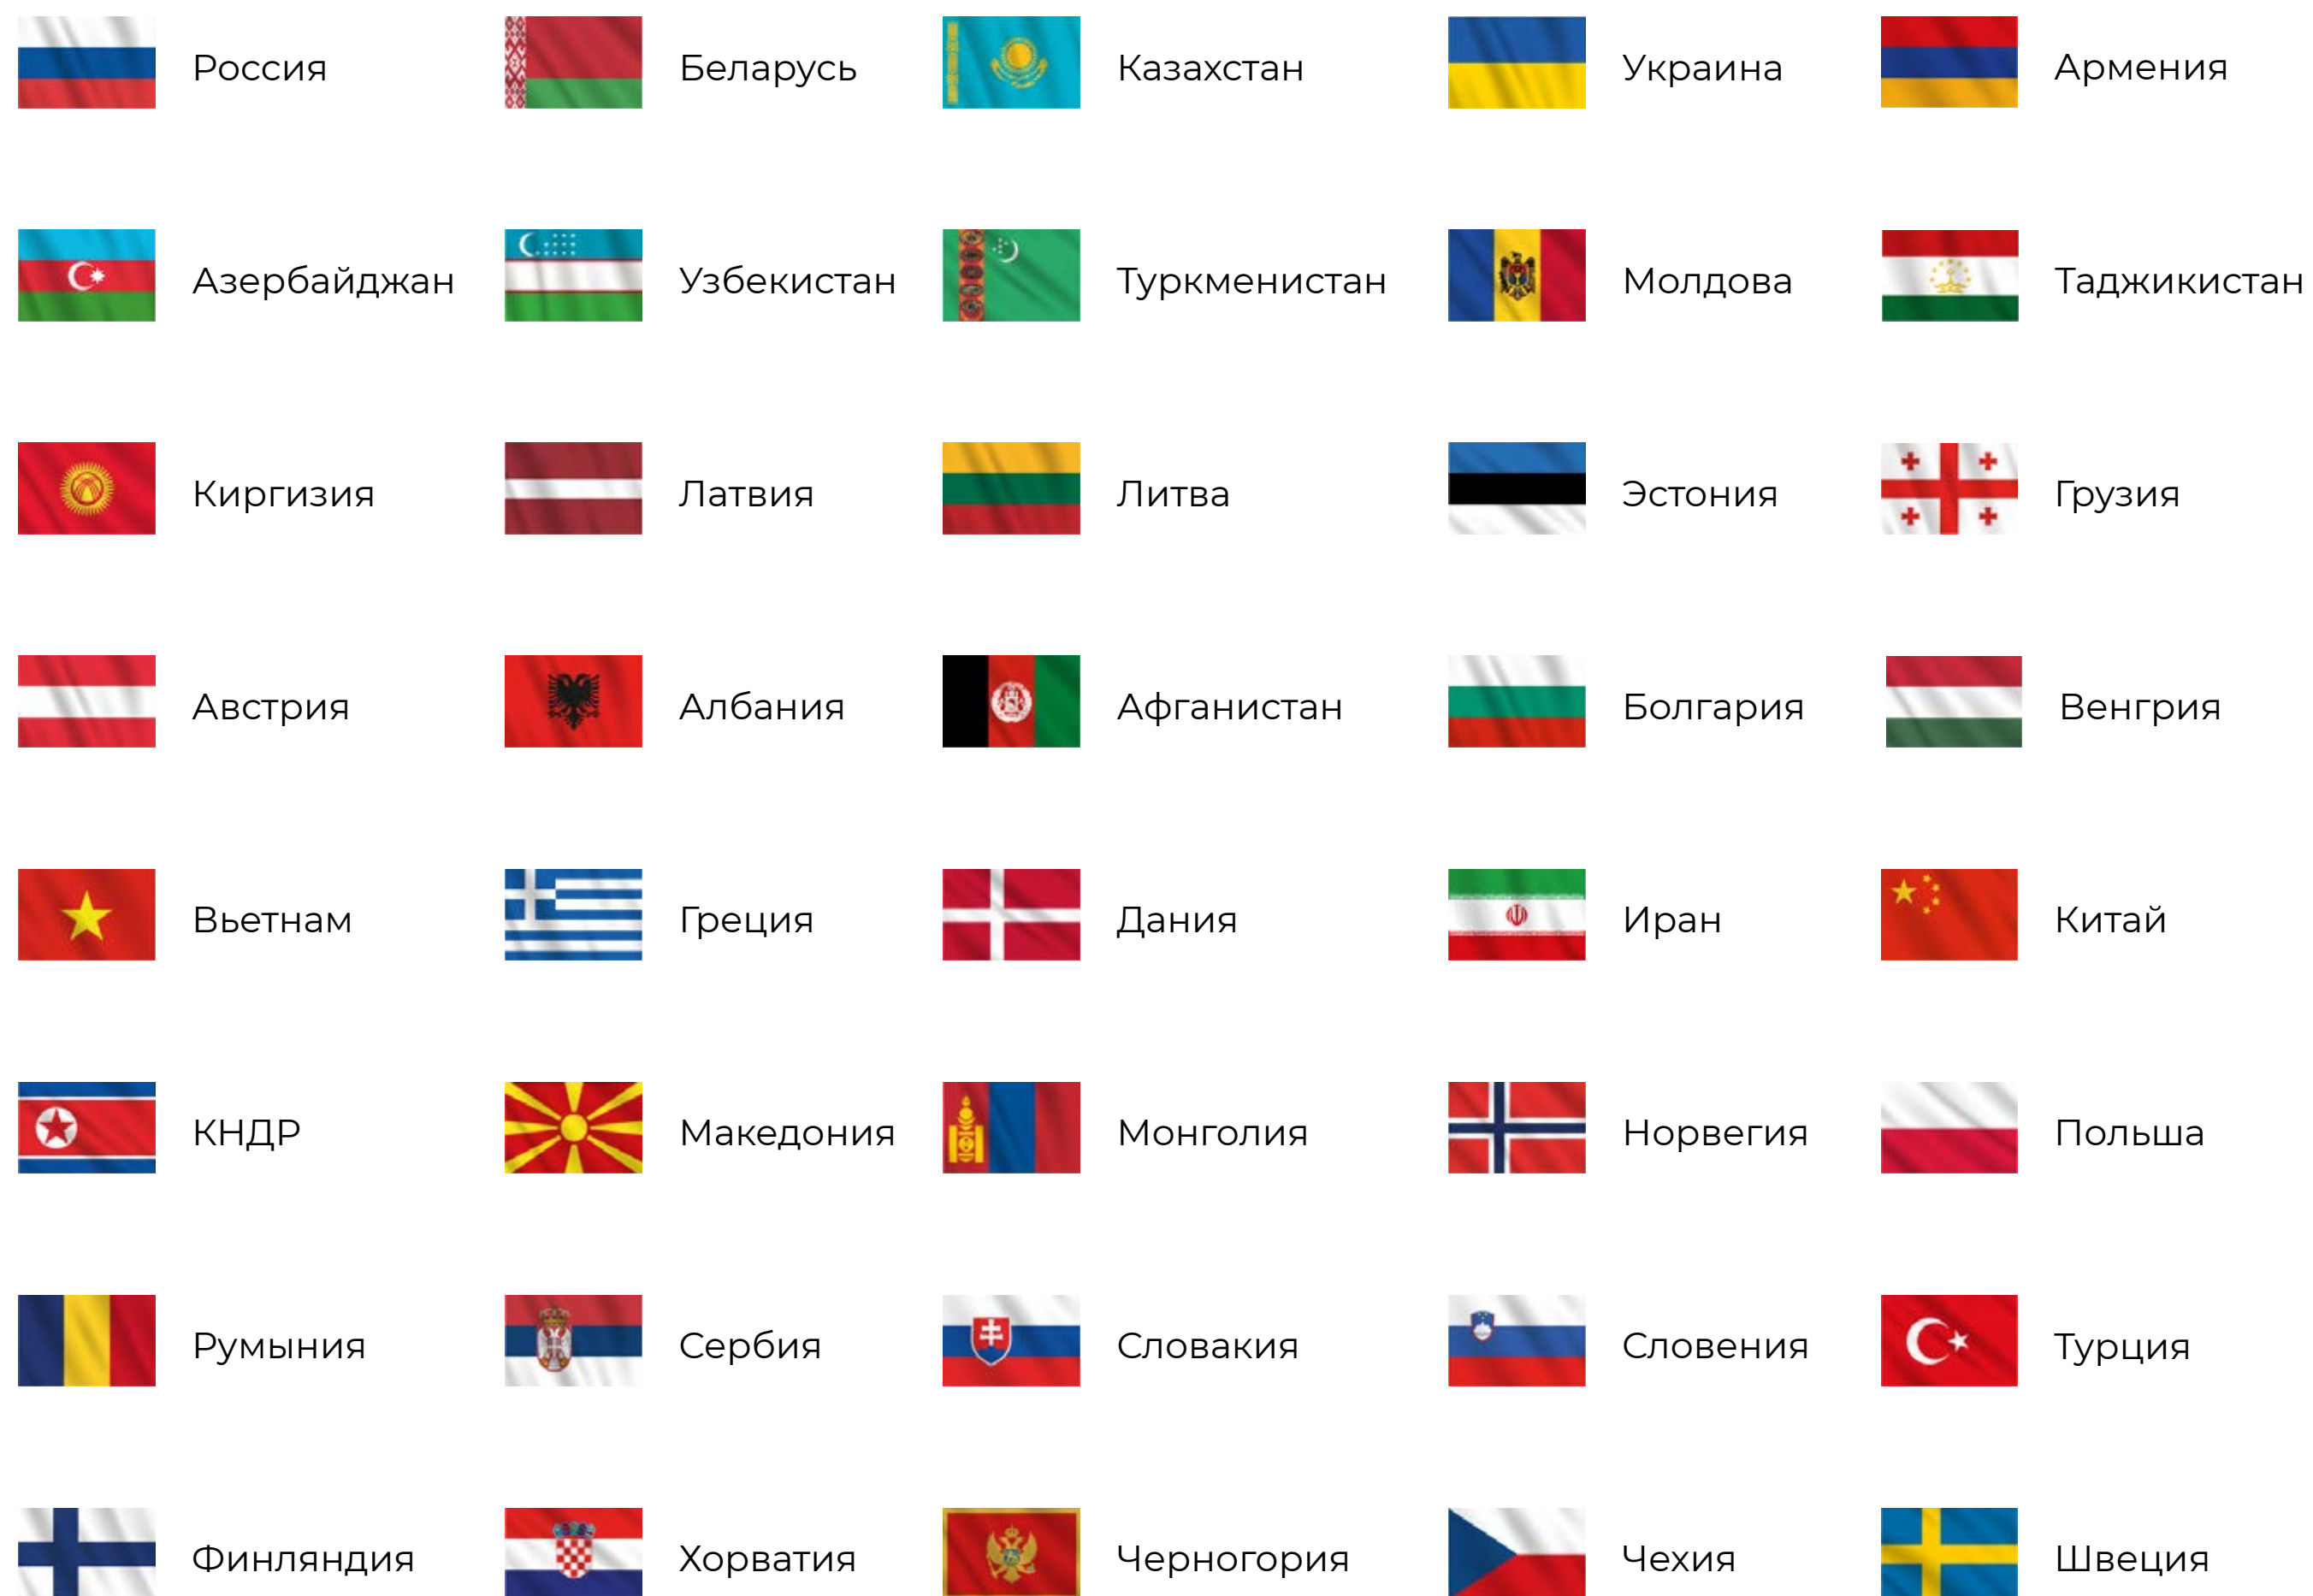 Россия Беларусь Казахстан Украина Армения
Азербайджан Узбекистан Туркменистан Молдова Таджикистан
Киргизия Латвия Литва Эстония Грузия
Австрия Албания Афганистан Болгария Венгрия
Вьетнам Греция Дания Иран Китай
КНДР Македония Монголия Норвегия Польша
Румыния Сербия Словакия Словения Турция
Финляндия Хорватия Черногория Чехия Швеция